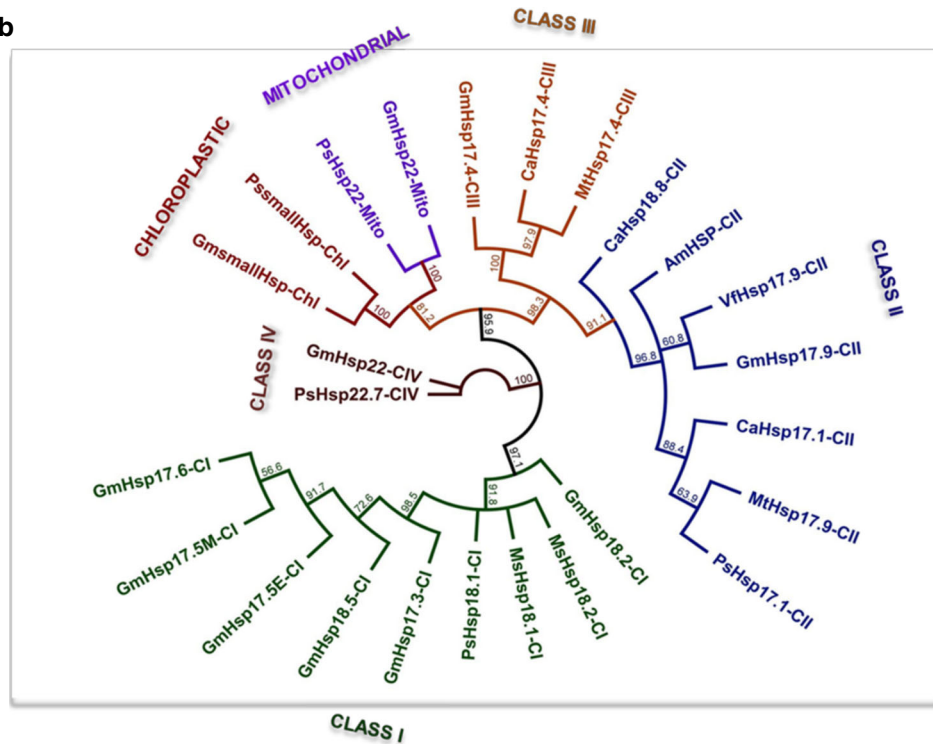 b
CLASS III
MITOCHONDRIAL
CHLOROPLASTIC
CLASS II
CLASS IV
CLASS I
GmsmallHsp-Chl
PssmallHsp-Chl
PsHsp22-Mito
GmHsp22-Mito
GmHsp17.4-CIII
CaHsp17.4-CIII
MtHsp17.4-CIII
CaHsp18.8-CII
AmHSP-CII
VfHsp17.9-CII
GmHsp17.9-CII
CaHsp17.1-CII
MtHsp17.9-CII
PsHsp17.1-CII
GmHsp22-CIV
PsHsp22.7-CIV
GmHsp18.2-CI
MsHsp18.2-CI
MsHsp18.1-CI
PsHsp18.1-CI
GmHsp17.3-CI
GmHsp18.5-CI
GmHsp17.5E-CI
GmHsp17.5M-CI
GmHsp17.6-CI
100
100
81.2
95.9
98.3
100
97.9
91.1
96.8
60.8
88.4
63.9
100
97.1
91.8
98.5
72.6
91.7
56.6